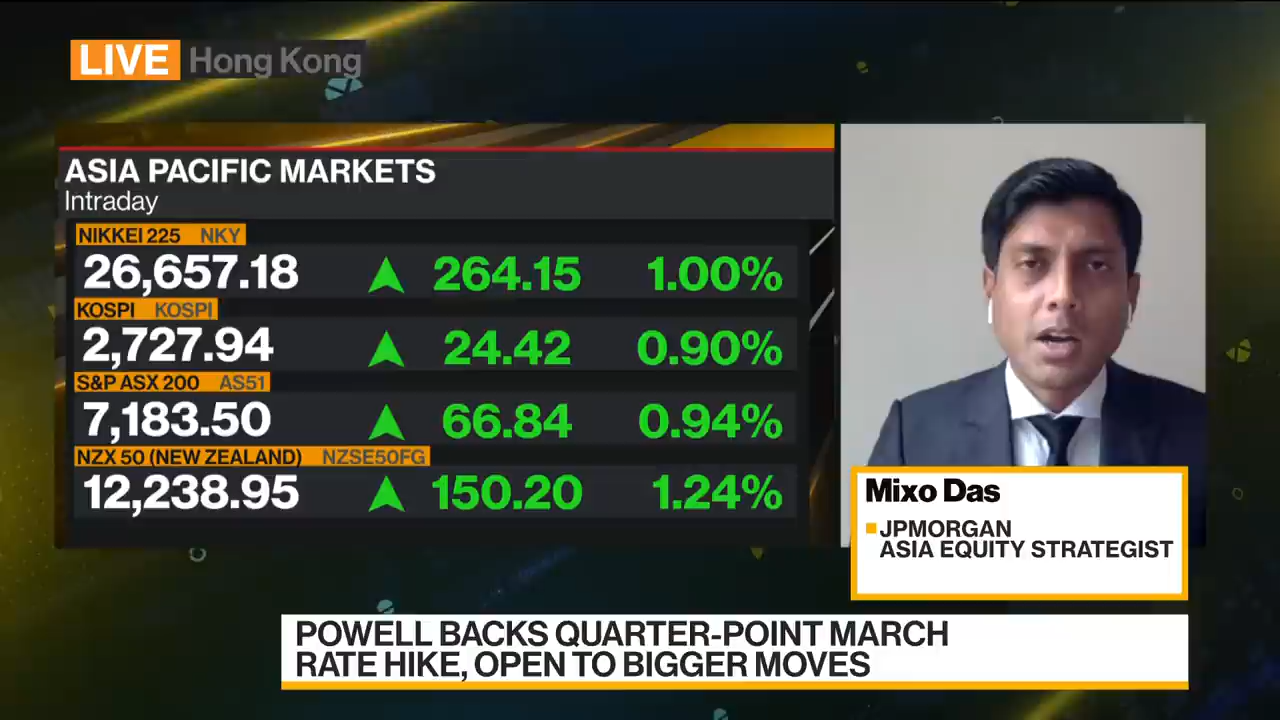 LIVE Hong Kong
ASIA PACIFIC MARKETS
Intraday
NIKKEI 225 NKY
26,657.18 ▲ 264.15 1.00%
KOSPI KOSPI
2,727.94 ▲ 24.42 0.90%
S&P ASX 200 AS51
7,183.50 ▲ 66.84 0.94%
NZX 50 (NEW ZEALAND) NZSE50FG
12,238.95 ▲ 150.20 1.24%
Mixo Das
JPMORGAN
ASIA EQUITY STRATEGIST
POWELL BACKS QUARTER-POINT MARCH
RATE HIKE, OPEN TO BIGGER MOVES